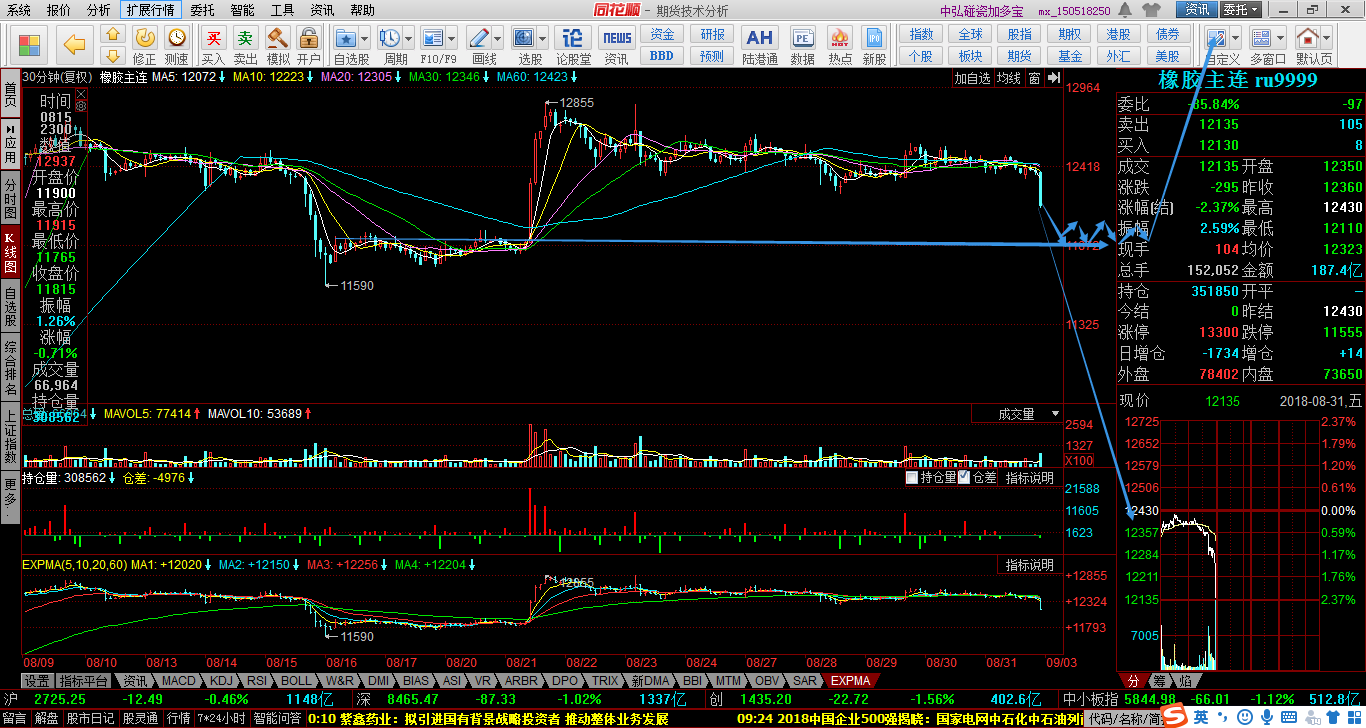 系统 报价 分析 扩展行情 委托 智能 工具 资讯 帮助 同花顺 - 期货技术分析 中弘碰瓷加多宝 mx_150518250 资讯 委托
买 卖 论 NEWS 资金 研报 AH PE HOT IPO 指数 全球 股指 期权 港股 债券
修正 测速 买入 卖出 模拟 开户 自选股 周期 F10/F9 画线 选股 论股堂 资讯 BBD 预测 陆港通 数据 热点 新股 个股 板块 期货 基金 外汇 美股 自定义 多窗口 默认页
首页
应用
分时图
K线图
自选股
综合排名
上证指数
更多
30分钟(复权) 橡胶主连 MA5: 12072↓ MA10: 12223↓ MA20: 12305↓ MA30: 12346↓ MA60: 12423↓ 加自选 均线 窗
时间
0815
2300
数值
12937
开盘价
11900
最高价
11915
最低价
11765
收盘价
11815
振幅
1.26%
涨幅
-0.71%
成交量
66,964
持仓量
308562
12855
11590
12964
12418
11872
11325
MAVOL5: 77414↑ MAVOL10: 53689↑ 成交量
2594
1327
X100
持仓量: 308562↓ 仓差: -4976↓ 持仓量 仓差 指标说明
21588
11605
1623
EXPMA(5,10,20,60) MA1: +12020↓ MA2: +12150↓ MA3: +12256↓ MA4: +12204↓ 指标说明
12855
11590
+12855
+12324
+11793
08/09 08/10 08/13 08/14 08/15 08/16 08/17 08/20 08/21 08/22 08/23 08/24 08/27 08/28 08/29 08/30 08/31 09/03
设置 指标平台 资讯 MACD KDJ RSI BOLL W&R DMI BIAS ASI VR ARBR DPO TRIX 新DMA BBI MTM OBV SAR EXPMA
橡胶主连 ru9999
委比 -85.84% -97
卖出 12135 105
买入 12130 8
成交 12135 开盘 12350
涨跌 -295 昨收 12360
涨幅(结) -2.37% 最高 12430
振幅 2.59% 最低 12110
现手 104 均价 12323
总手 152,052 金额 187.4亿
持仓 351850 开平 –
今结 0 昨结 12430
涨停 13300 跌停 11555
日增仓 -1734 增仓 +14
外盘 78402 内盘 73650
现价 12135 2018-08-31,五
12725 2.37%
12652 1.79%
12579 1.20%
12506 0.61%
12430 0.00%
12357 0.59%
12284 1.17%
12211 1.76%
12135 2.37%
7005
分 筹 焰
沪 2725.25 -12.49 -0.46% 1148亿 深 8465.47 -87.33 -1.02% 1337亿 创 1435.20 -22.72 -1.56% 402.6亿 中小板指 5844.98 -66.01 -1.12% 512.8亿
留言 解盘 股市日记 股灵通 行情 7*24小时 智能问答 0:10 紫鑫药业：拟引进国有背景战略投资者 推动整体业务发展 09:24 2018中国企业500强揭晓：国家电网中石化中石油列 代码/名称/简 英